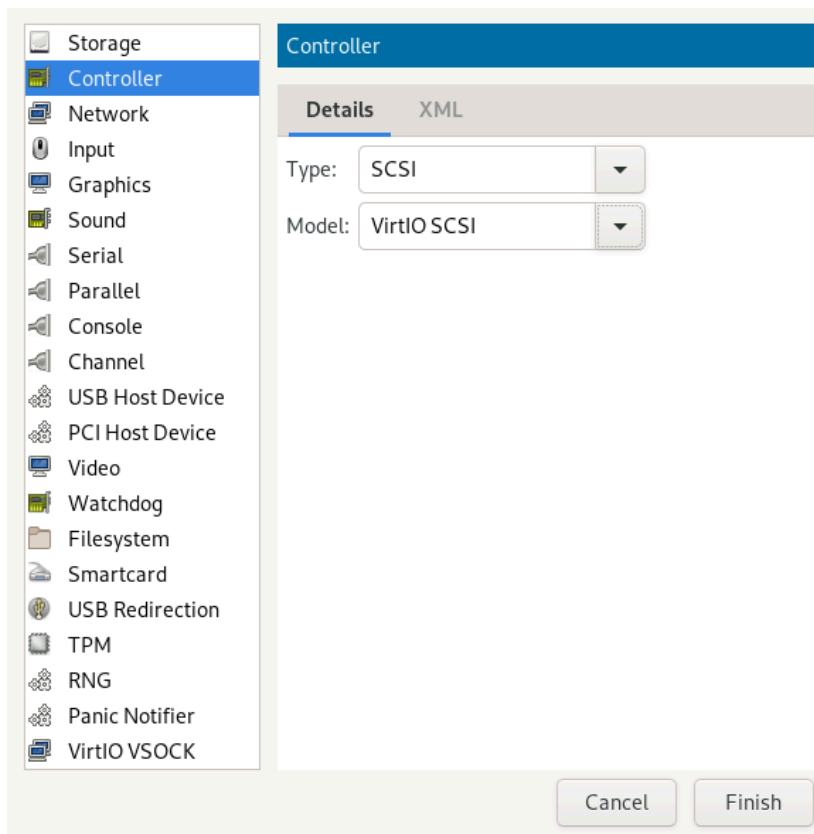 Storage
Controller
Network
Input
Graphics
Sound
Serial
Parallel
Console
Channel
USB Host Device
PCI Host Device
Video
Watchdog
Filesystem
Smartcard
USB Redirection
TPM
RNG
Panic Notifier
VirtIO VSOCK
Controller
Details XML
Type: SCSI
Model: VirtIO SCSI
Cancel Finish